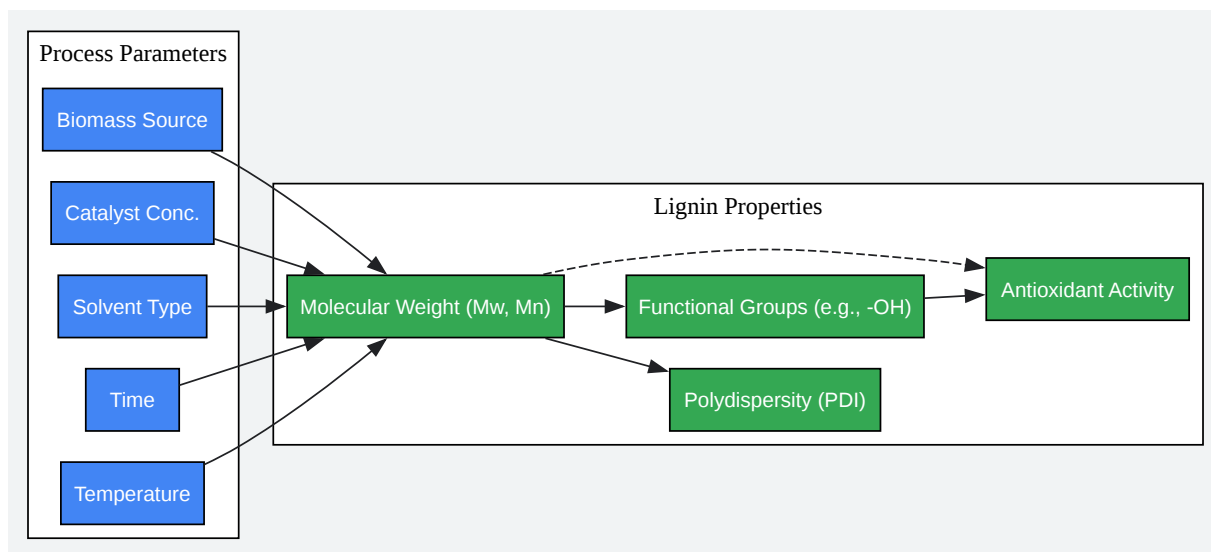 Process Parameters
Biomass Source
Catalyst Conc.
Solvent Type
Time
Temperature
Lignin Properties
Molecular Weight (Mw, Mn)
Functional Groups (e.g., -OH)
Antioxidant Activity
Polydispersity (PDI)